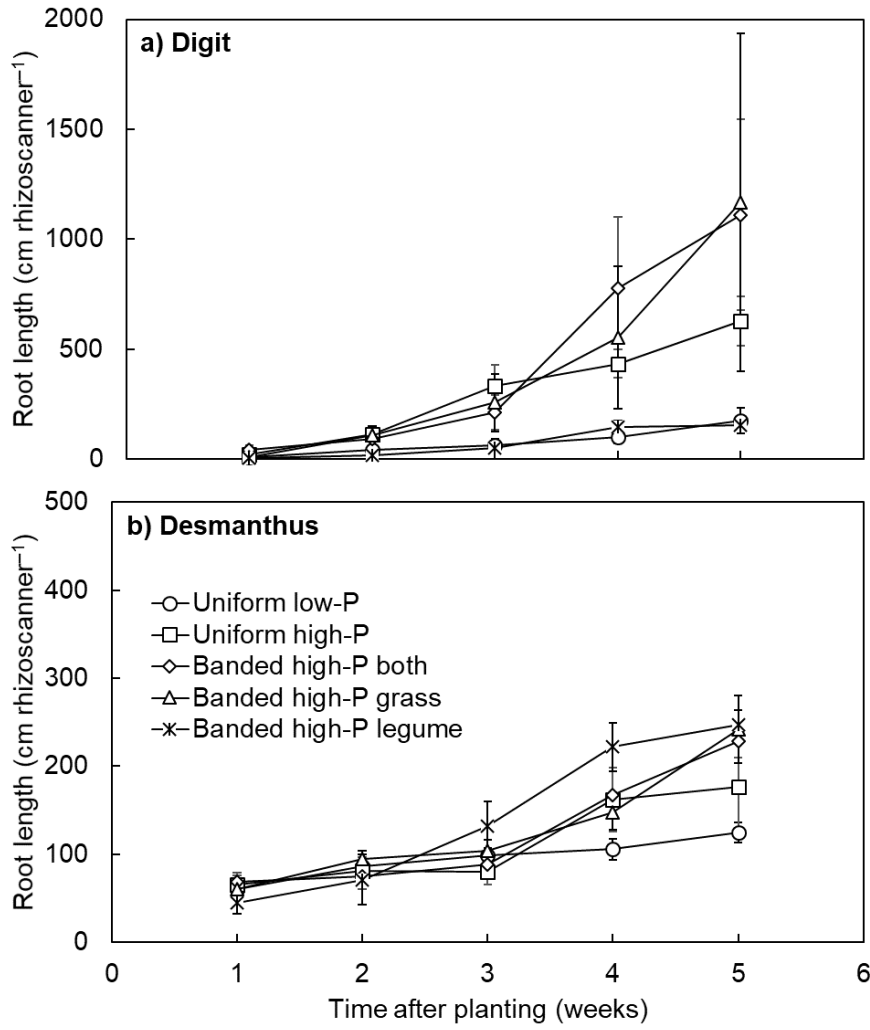 2000
a) Digit
1500
1000
500
0
Root length (cm rhizoscanner⁻¹)
500
b) Desmanthus
400
Uniform low-P
Uniform high-P
300
Banded high-P both
Banded high-P grass
Banded high-P legume
200
100
0
Root length (cm rhizoscanner⁻¹)
0 1 2 3 4 5 6
Time after planting (weeks)